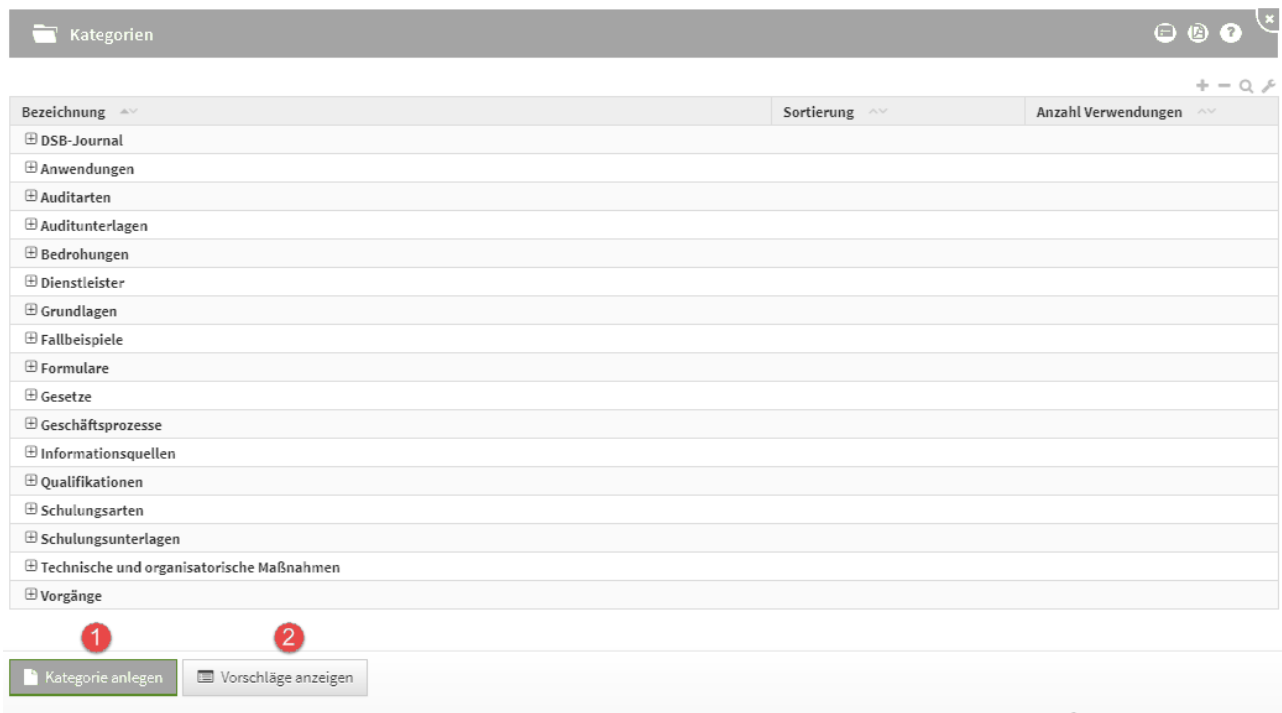 Kategorien
Bezeichnung Sortierung Anzahl Verwendungen
DSB-Journal
Anwendungen
Auditarten
Auditunterlagen
Bedrohungen
Dienstleister
Grundlagen
Fallbeispiele
Formulare
Gesetze
Geschäftsprozesse
Informationsquellen
Qualifikationen
Schulungsarten
Schulungsunterlagen
Technische und organisatorische Maßnahmen
Vorgänge
1 2
Kategorie anlegen Vorschläge anzeigen